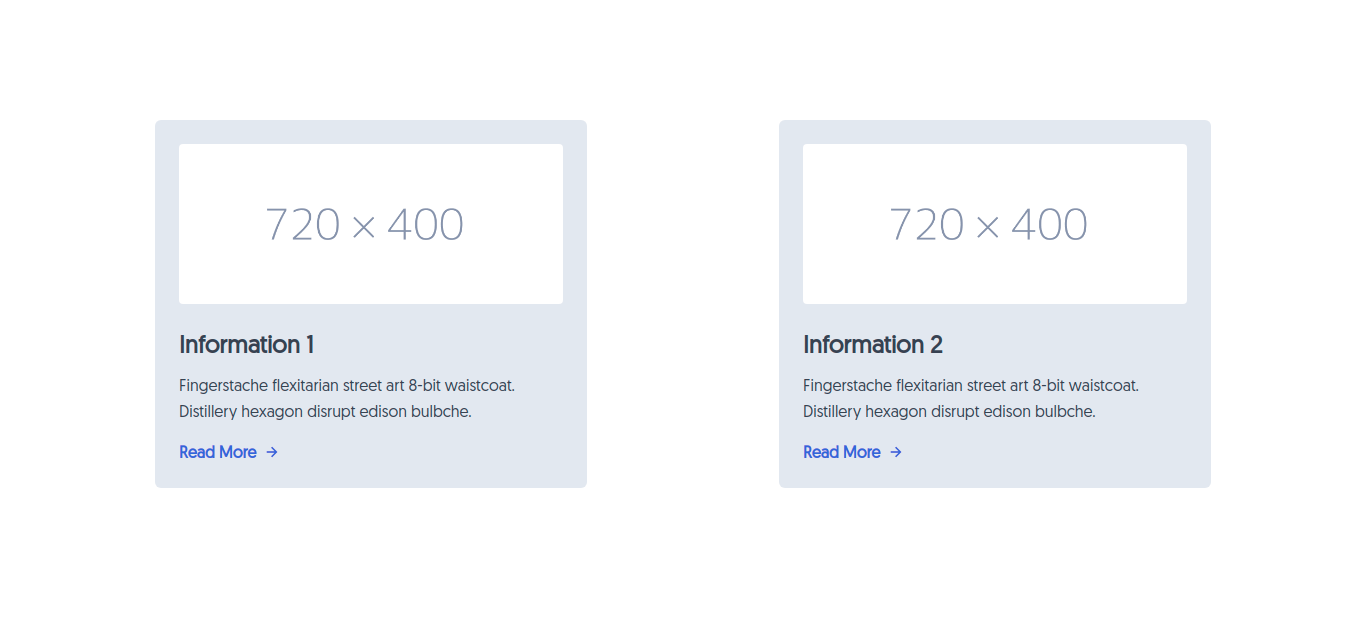 720 × 400
Information 1
Fingerstache flexitarian street art 8-bit waistcoat.
Distillery hexagon disrupt edison bulbche.
Read More →
720 × 400
Information 2
Fingerstache flexitarian street art 8-bit waistcoat.
Distillery hexagon disrupt edison bulbche.
Read More →